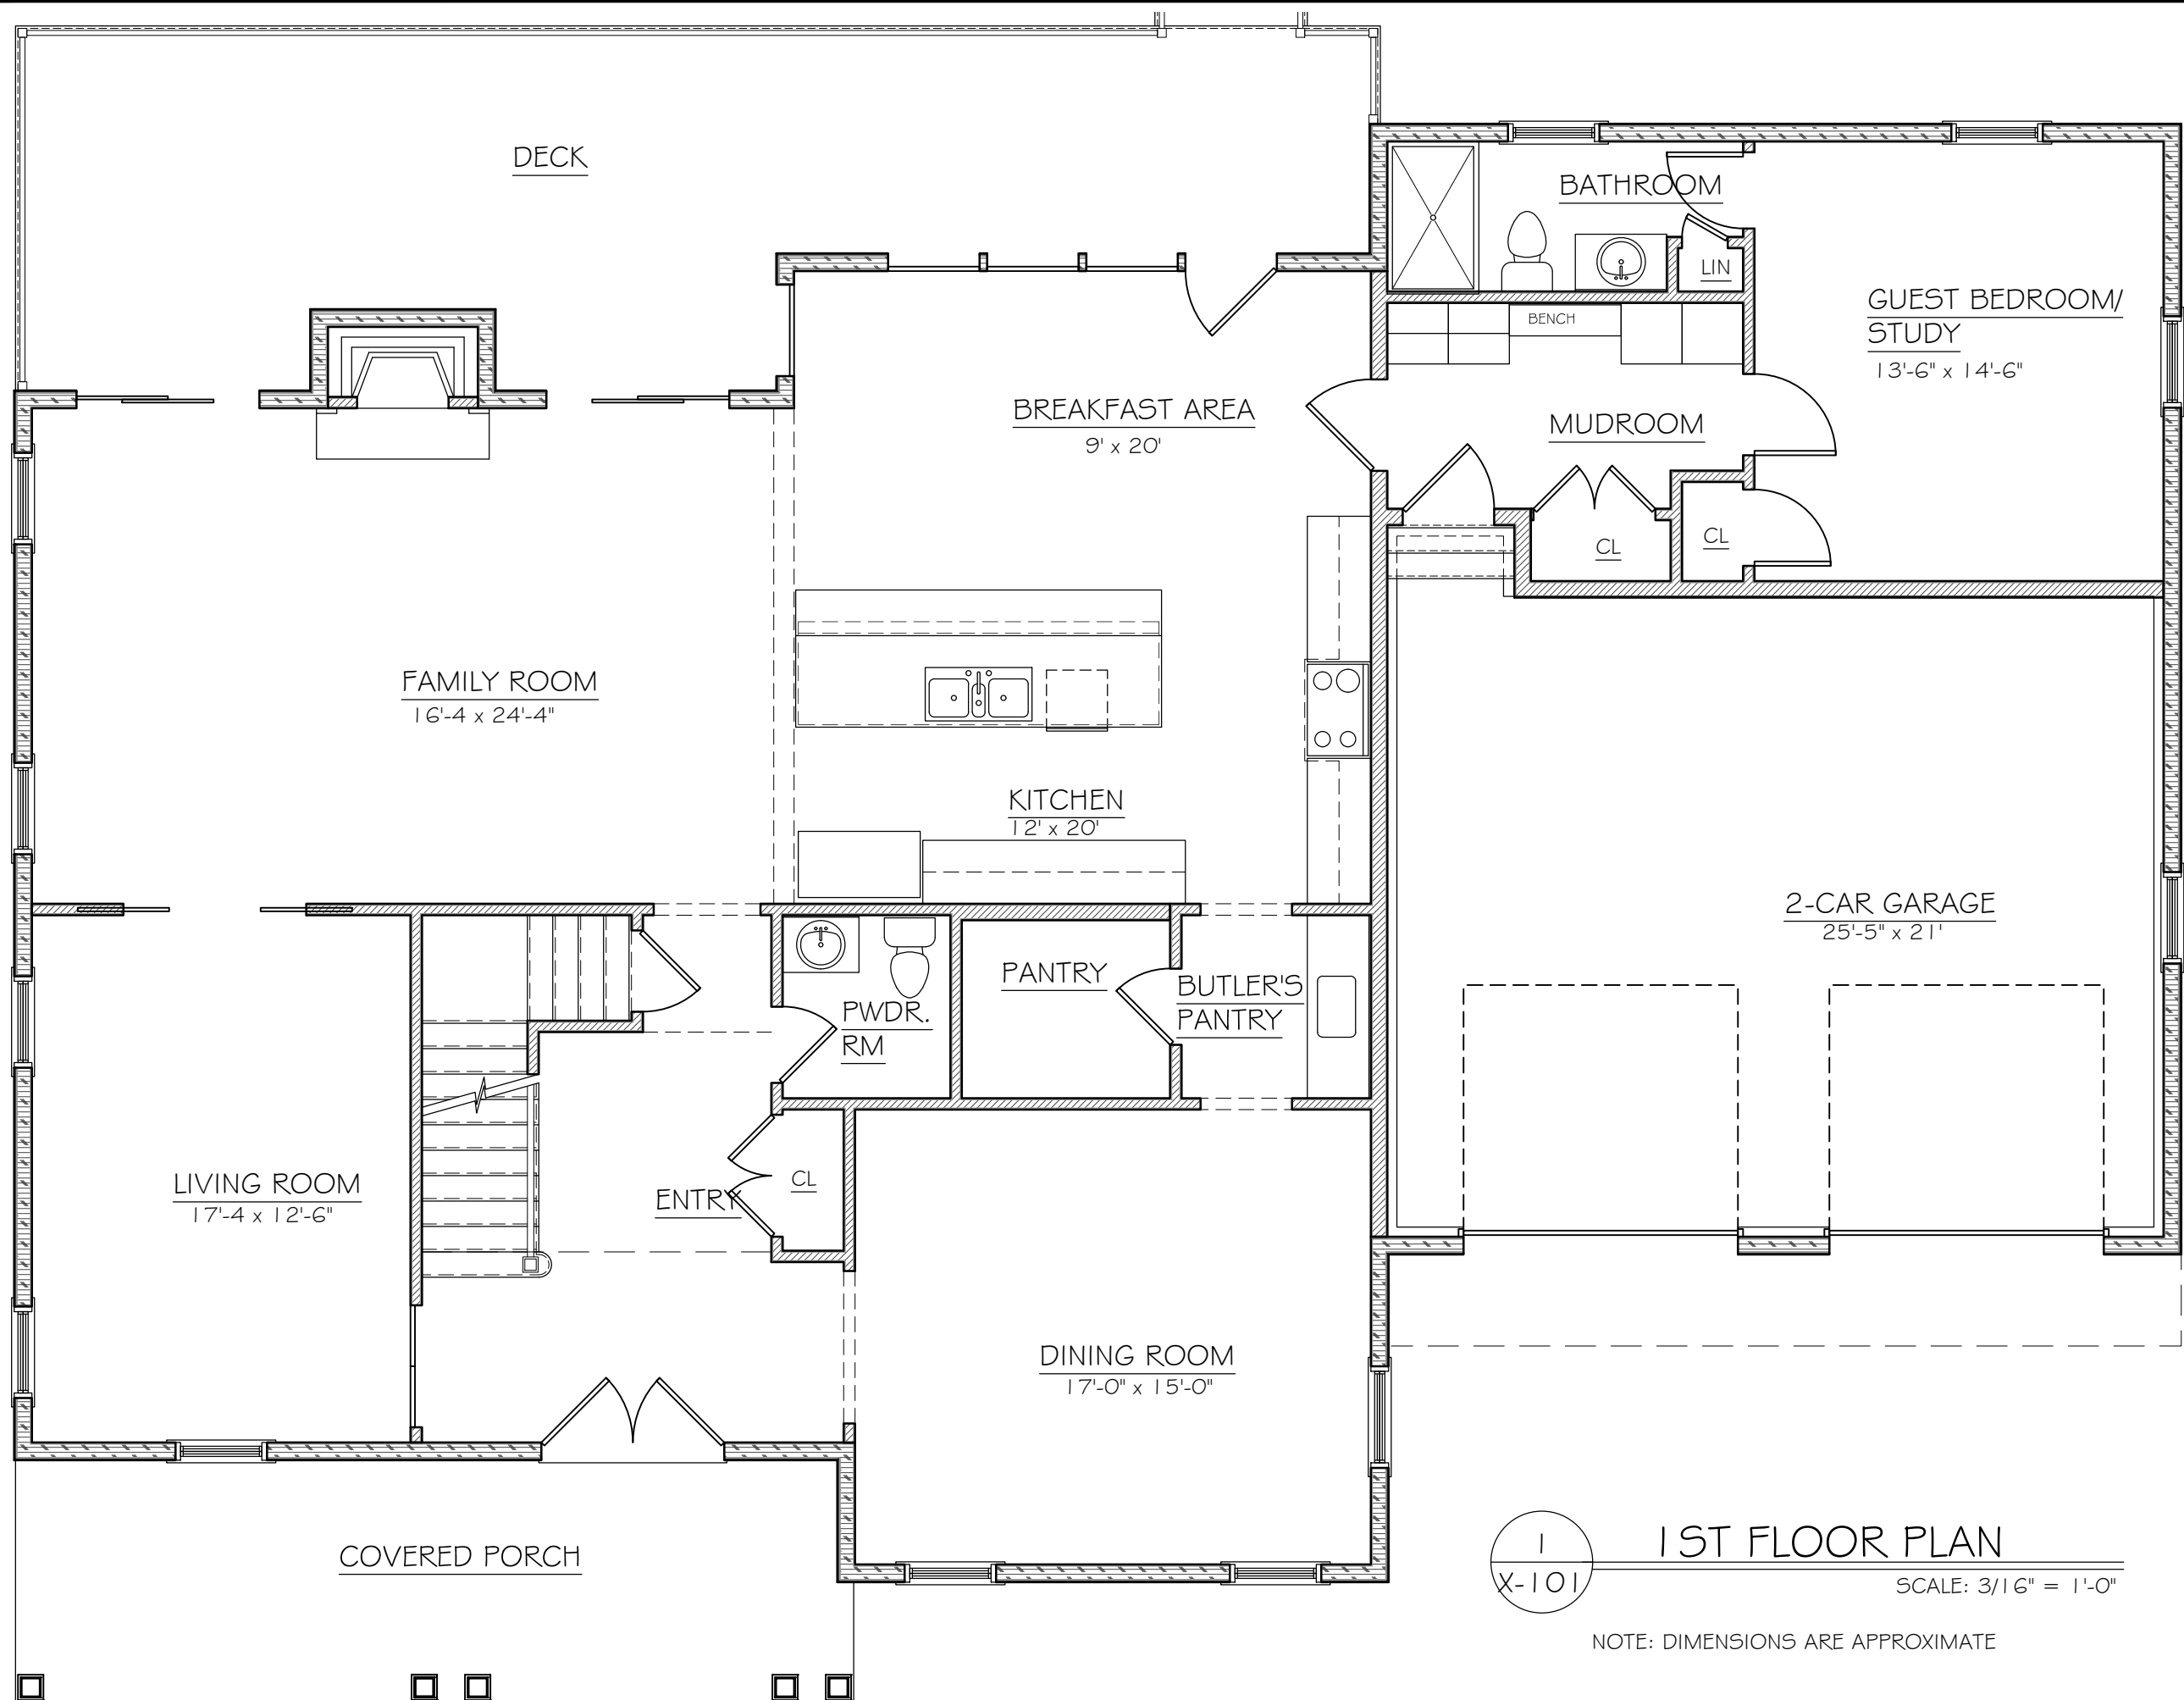 DECK
BATHROOM
LIN
GUEST BEDROOM/
STUDY
13'-6" x 14'-6"
BENCH
BREAKFAST AREA
9' x 20'
MUDROOM
CL
CL
FAMILY ROOM
16'-4 x 24'-4"
KITCHEN
12' x 20'
2-CAR GARAGE
25'-5" x 21'
PANTRY
BUTLER'S
PANTRY
PWDR.
RM
LIVING ROOM
17'-4 x 12'-6"
ENTRY
CL
DINING ROOM
17'-0" x 15'-0"
COVERED PORCH
1
X-101
1ST FLOOR PLAN
SCALE: 3/16" = 1'-0"
NOTE: DIMENSIONS ARE APPROXIMATE